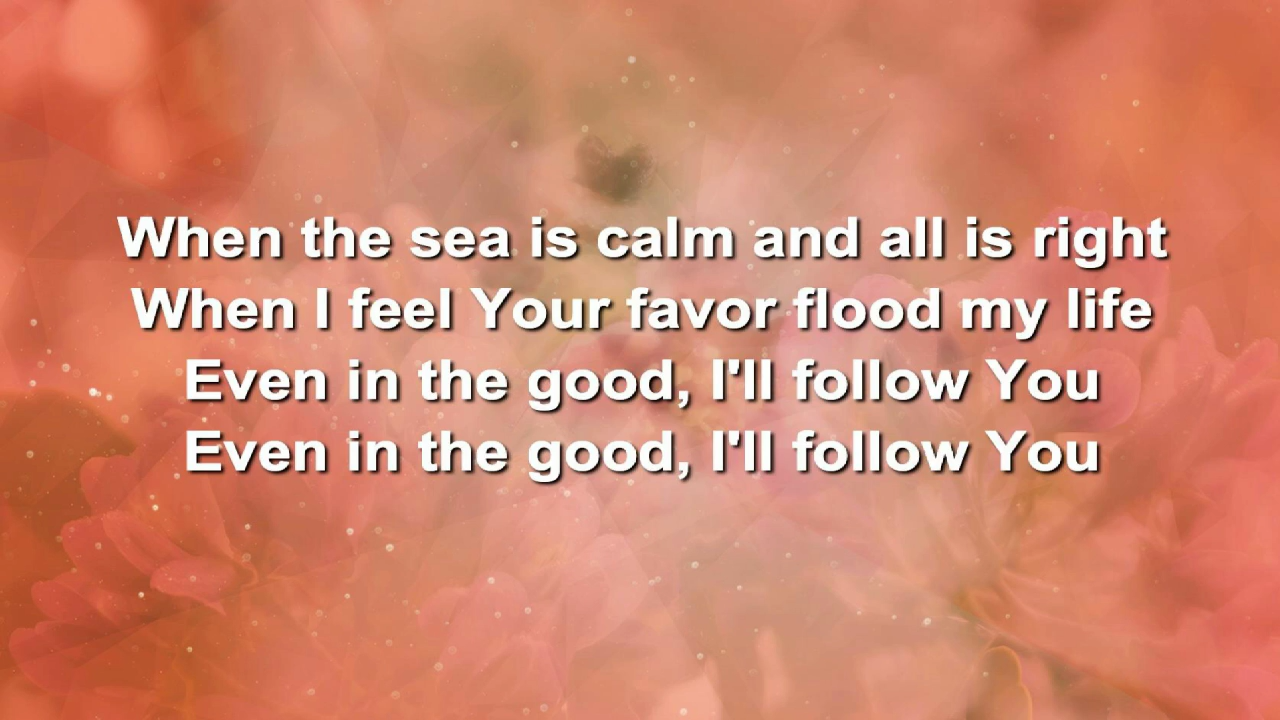 When the sea is calm and all is right
When I feel Your favor flood my life
Even in the good, I'll follow You
Even in the good, I'll follow You